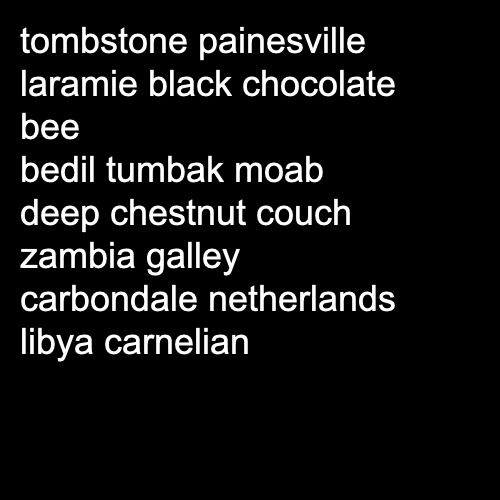 tombstone painesville
laramie black chocolate
bee
bedil tumbak moab
deep chestnut couch
zambia galley
carbondale netherlands
libya carnelian